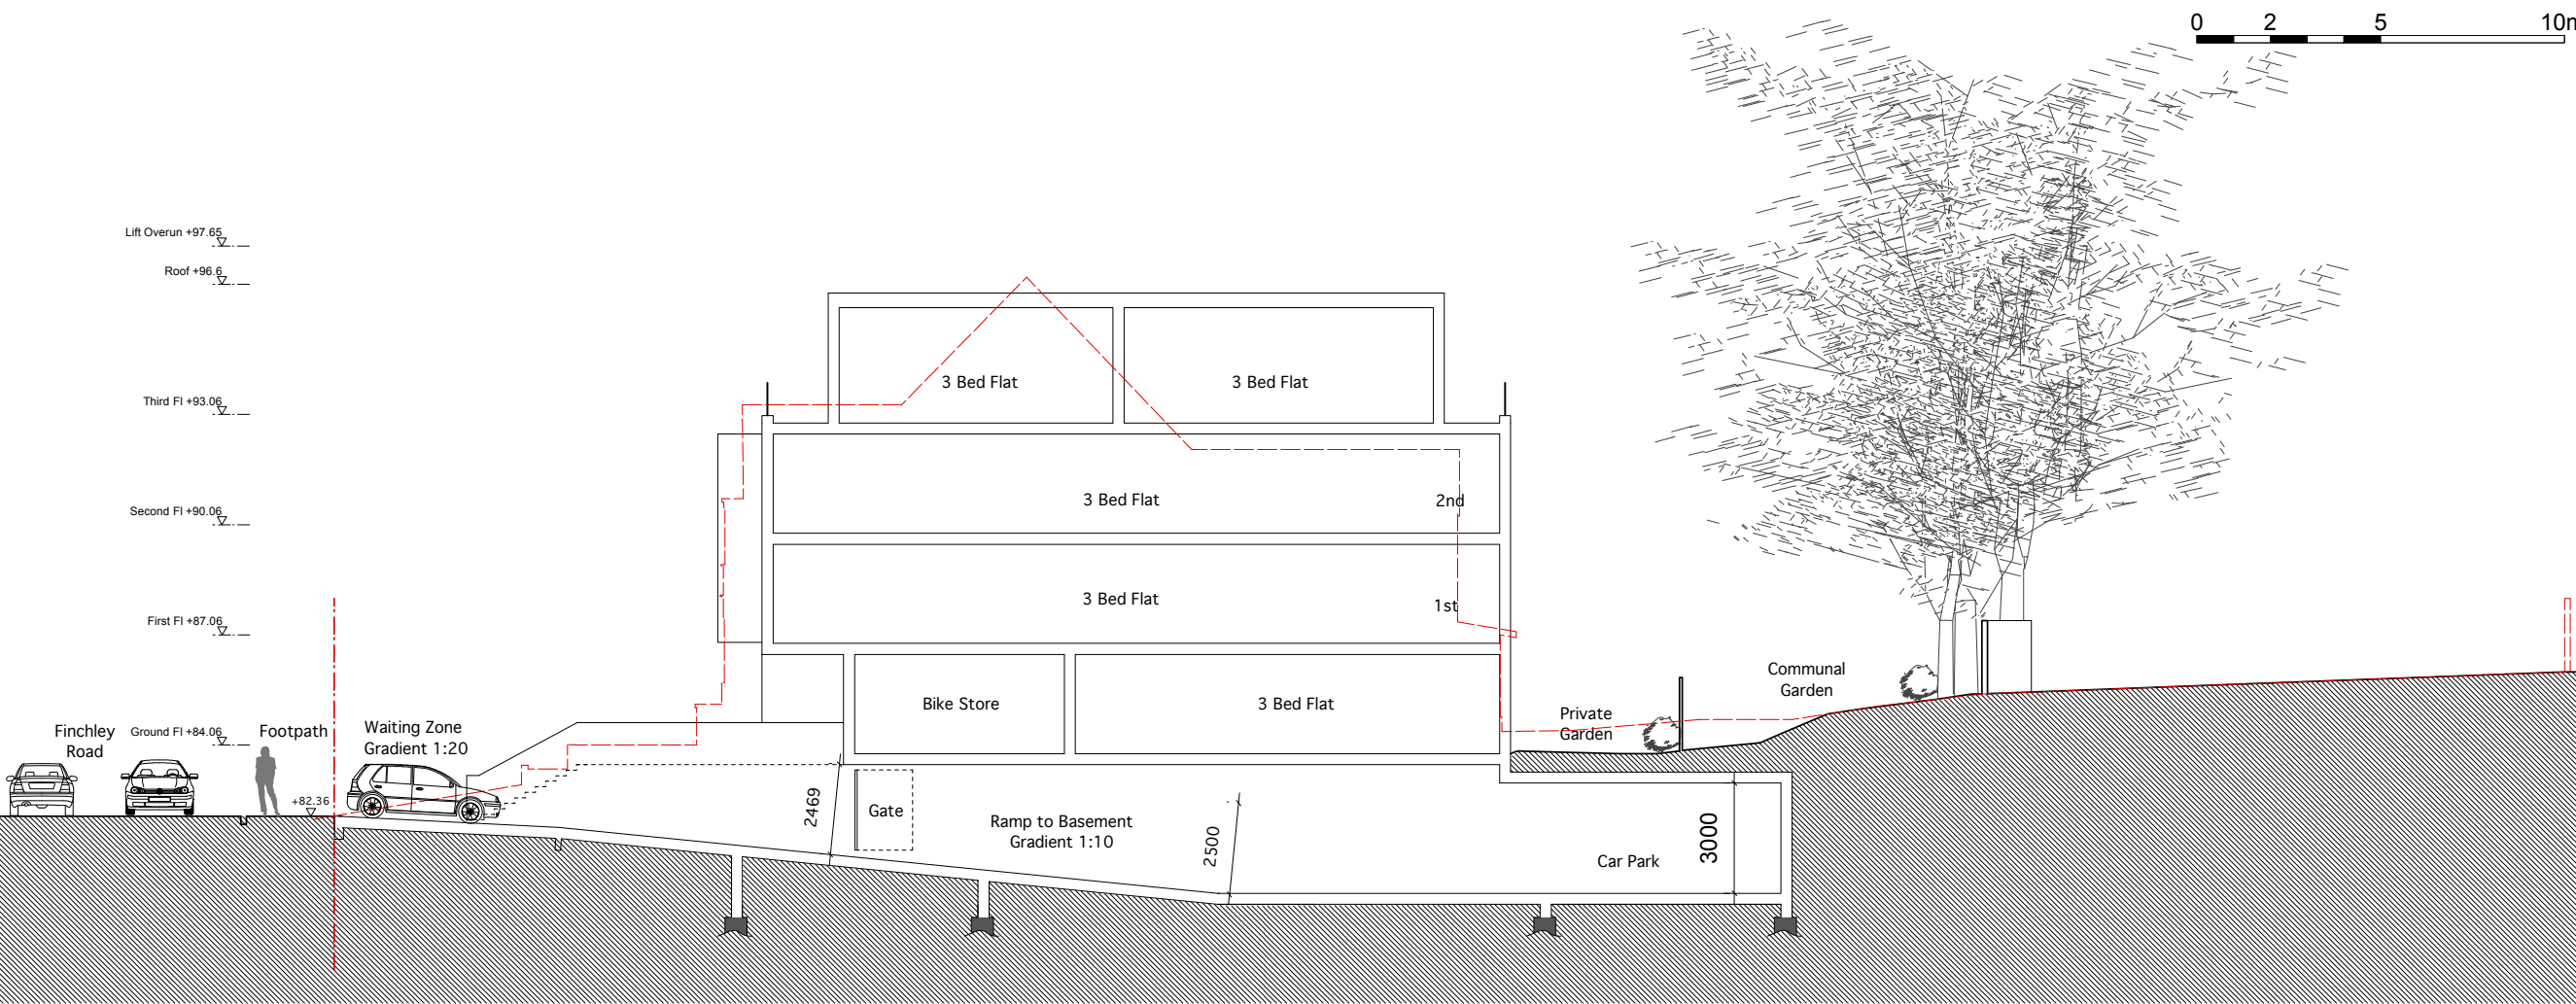 0 2 5 10m
Lift Overun +97.65
Roof +96.6
Third Fl +93.06
Second Fl +90.06
First Fl +87.06
Ground Fl +84.06
+82.36
3 Bed Flat
3 Bed Flat
3 Bed Flat
2nd
3 Bed Flat
1st
Bike Store
3 Bed Flat
Finchley
Road
Footpath
Waiting Zone
Gradient 1:20
2469
Gate
Ramp to Basement
Gradient 1:10
2500
Car Park
3000
Private
Garden
Communal
Garden